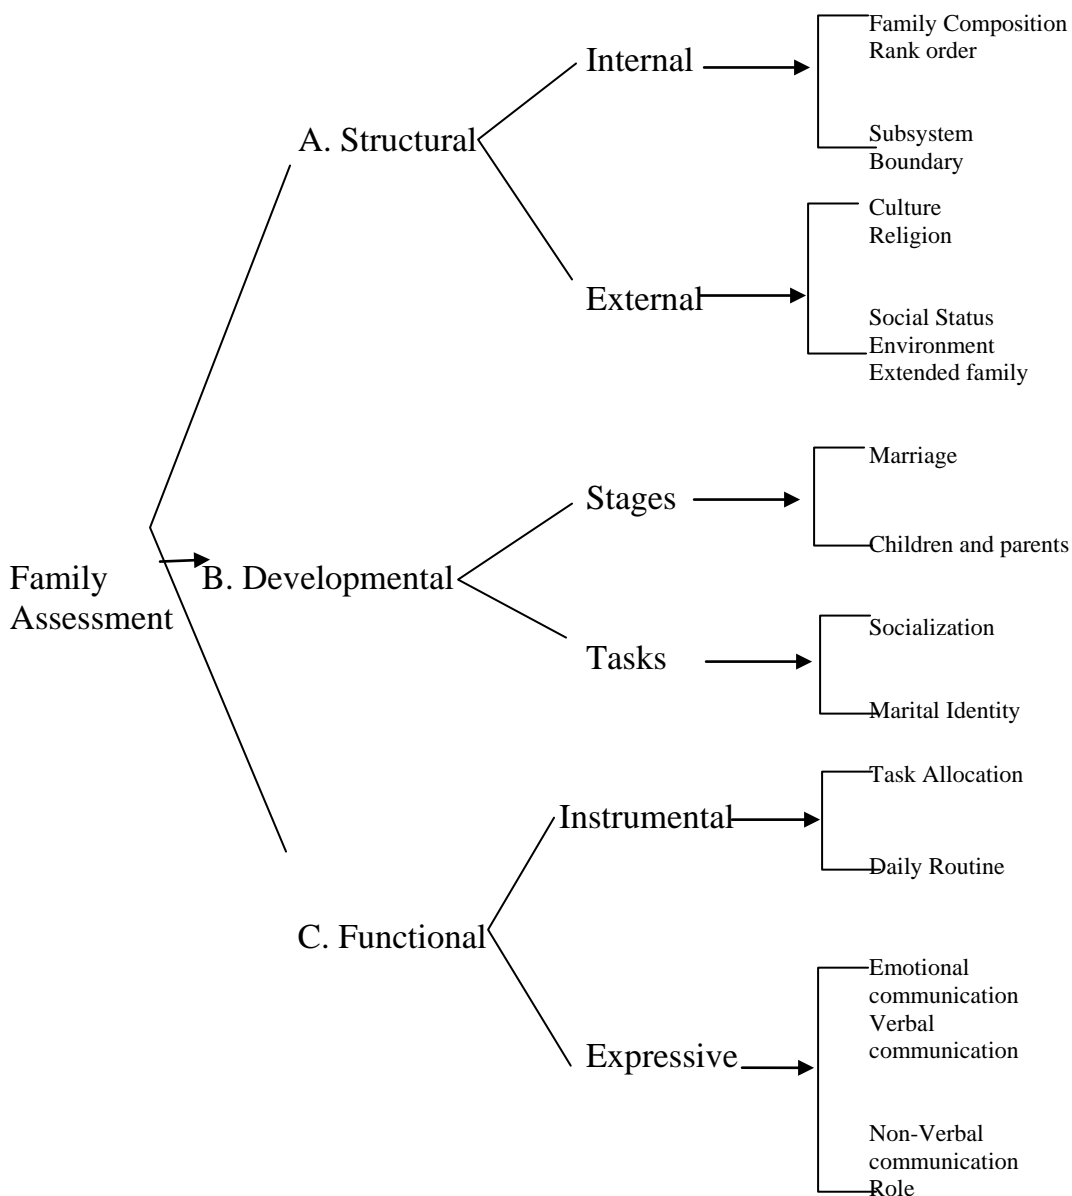 Family Composition
Internal
Rank order
A. Structural
Subsystem
Boundary
Culture
Religion
External
Social Status
Environment
Extended family
Marriage
Stages
Children and parents
Family
Assessment
B. Developmental
Socialization
Tasks
Marital Identity
Task Allocation
Instrumental
Daily Routine
C. Functional
Emotional
communication
Verbal
communication
Expressive
Non-Verbal
communication
Role